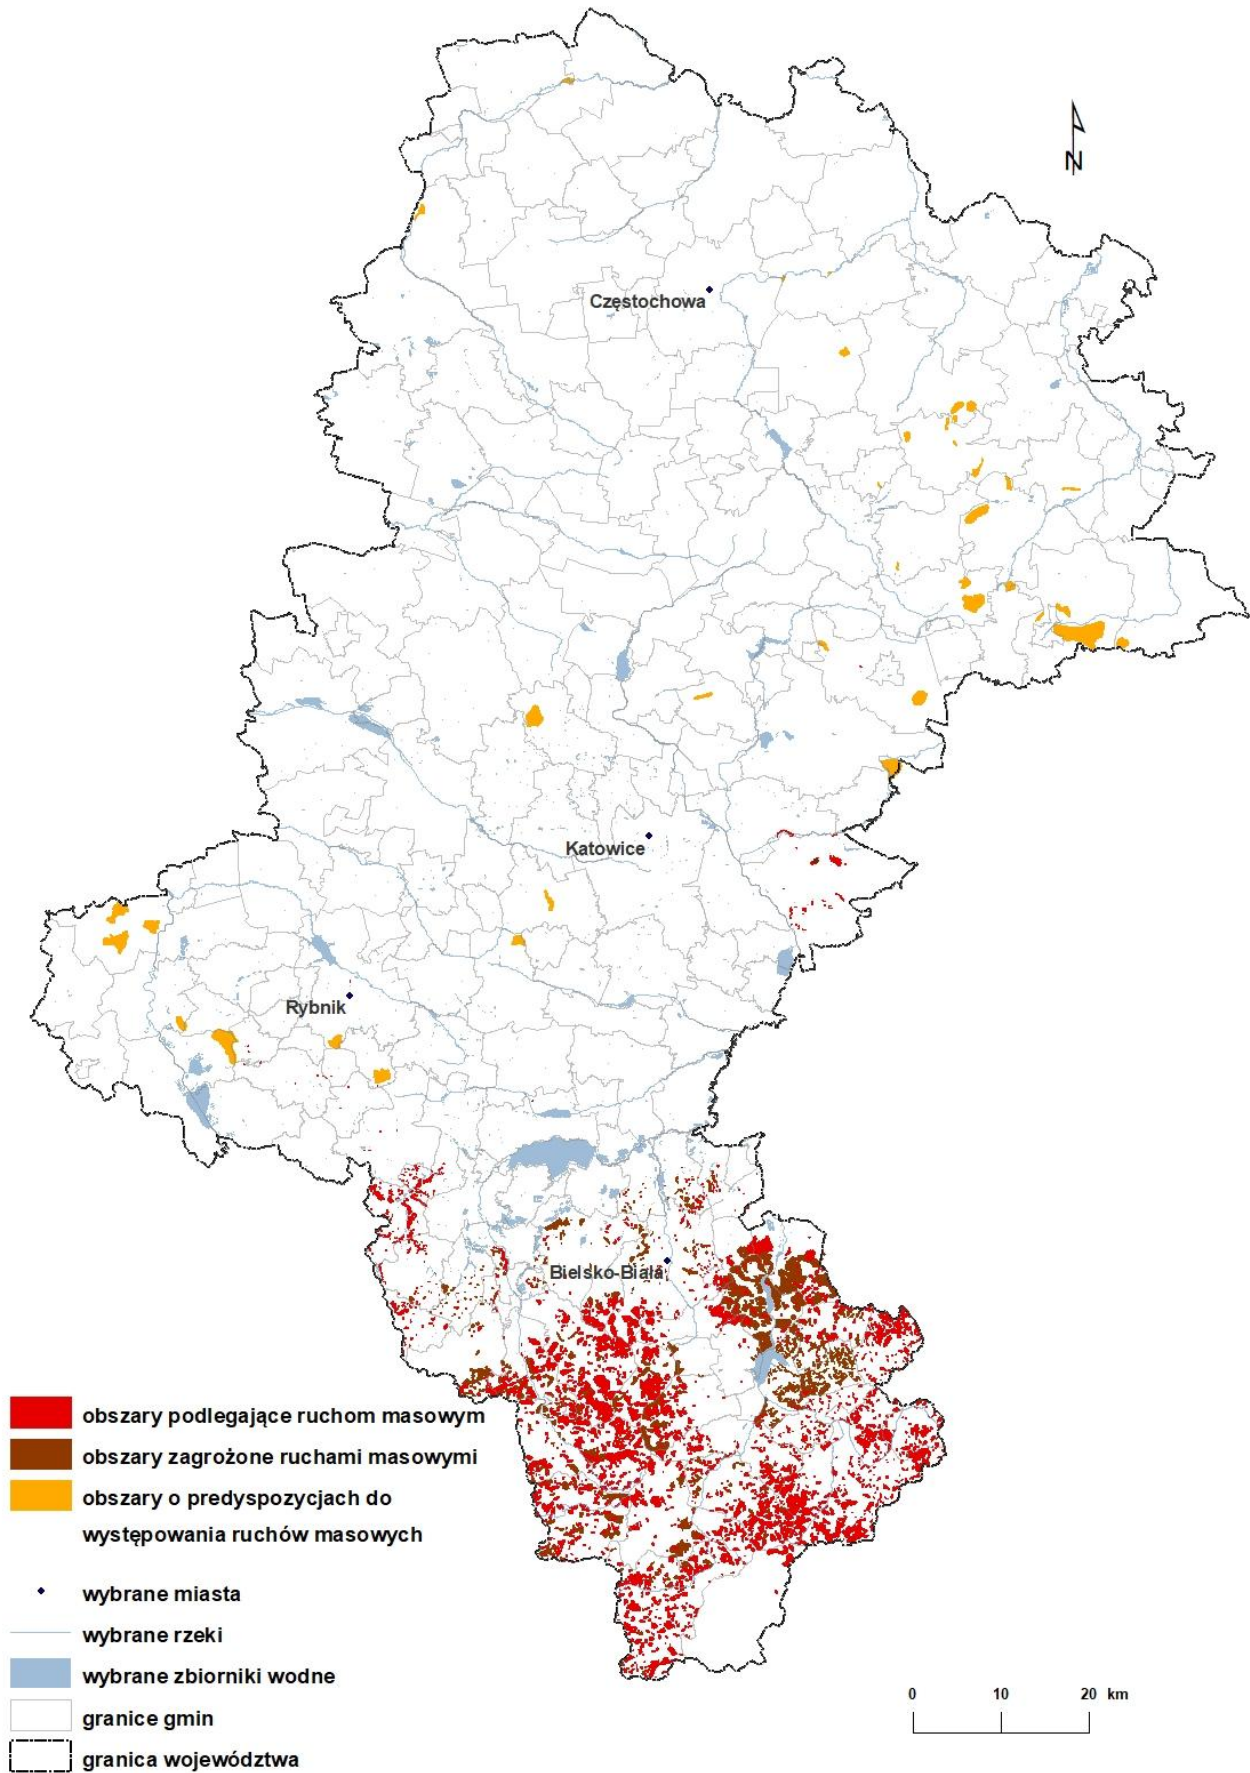 N
Częstochowa
Katowice
Rybnik
Bielsko-Biała
obszary podlegające ruchom masowym
obszary zagrożone ruchami masowymi
obszary o predyspozycjach do
występowania ruchów masowych
wybrane miasta
wybrane rzeki
wybrane zbiorniki wodne
granice gmin
granica województwa
0 10 20 km